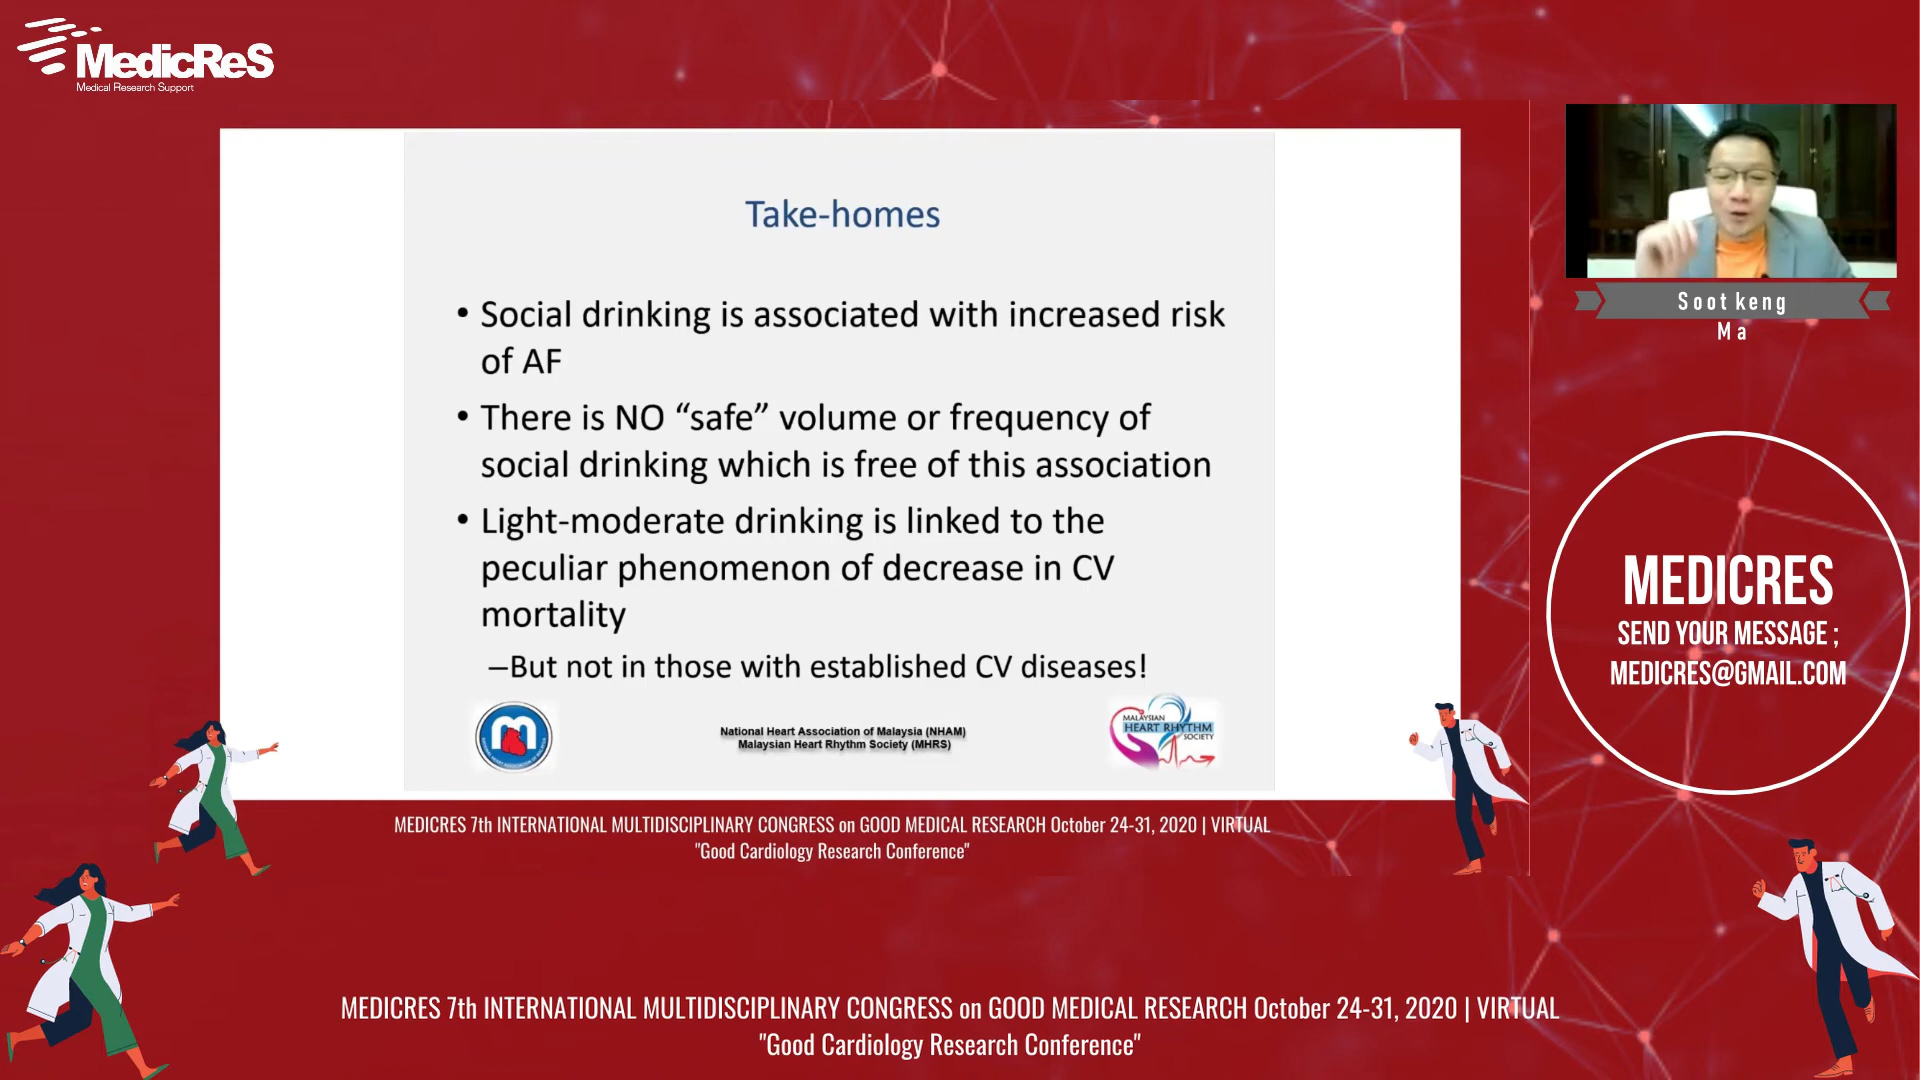 MedicReS
Medical Research Support
Take-homes
• Social drinking is associated with increased risk
of AF
• There is NO “safe” volume or frequency of
social drinking which is free of this association
• Light-moderate drinking is linked to the
peculiar phenomenon of decrease in CV
mortality
–But not in those with established CV diseases!
National Heart Association of Malaysia (NHAM)
Malaysian Heart Rhythm Society (MHRS)
MALAYSIAN
HEART RHYTHM
SOCIETY
MEDICRES 7th INTERNATIONAL MULTIDISCIPLINARY CONGRESS on GOOD MEDICAL RESEARCH October 24-31, 2020 | VIRTUAL
"Good Cardiology Research Conference"
Soot keng
Ma
MEDICRES
SEND YOUR MESSAGE ;
MEDICRES@GMAIL.COM
MEDICRES 7th INTERNATIONAL MULTIDISCIPLINARY CONGRESS on GOOD MEDICAL RESEARCH October 24-31, 2020 | VIRTUAL
"Good Cardiology Research Conference"